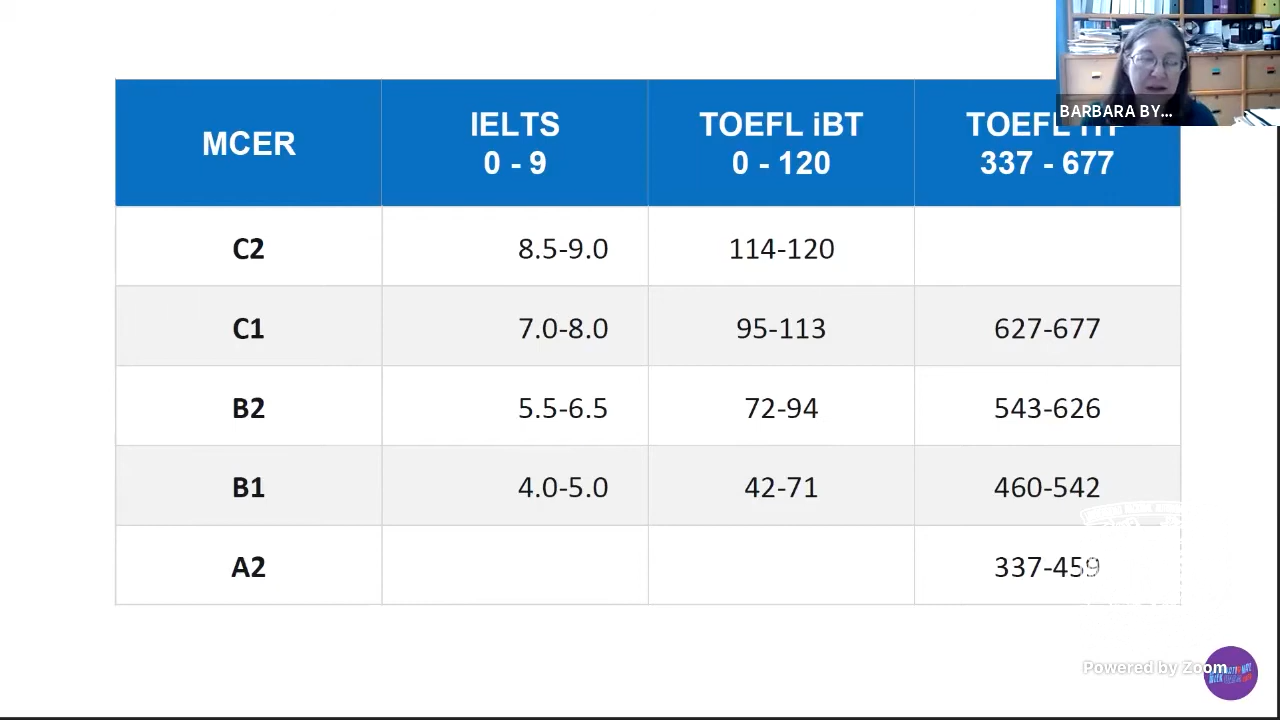 BARBARA BY...
MCER
IELTS
0 - 9
TOEFL iBT
0 - 120
TOEFL ITP
337 - 677
C2 8.5-9.0 114-120
C1 7.0-8.0 95-113 627-677
B2 5.5-6.5 72-94 543-626
B1 4.0-5.0 42-71 460-542
A2 337-459
Powered by Zoom